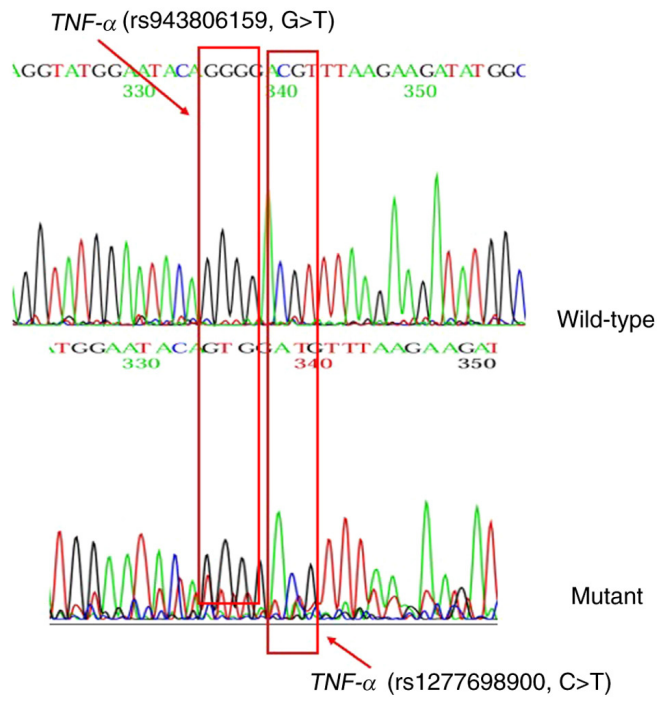 TNF-α (rs943806159, G>T)
AGGTATGGAATACAGGGGACGTTTAAGAAGATATGGC
330 340 350
Wild-type
ATGGAATACAGTGGATGTTTAAGAAGAT
330 340 350
Mutant
TNF-α (rs1277698900, C>T)